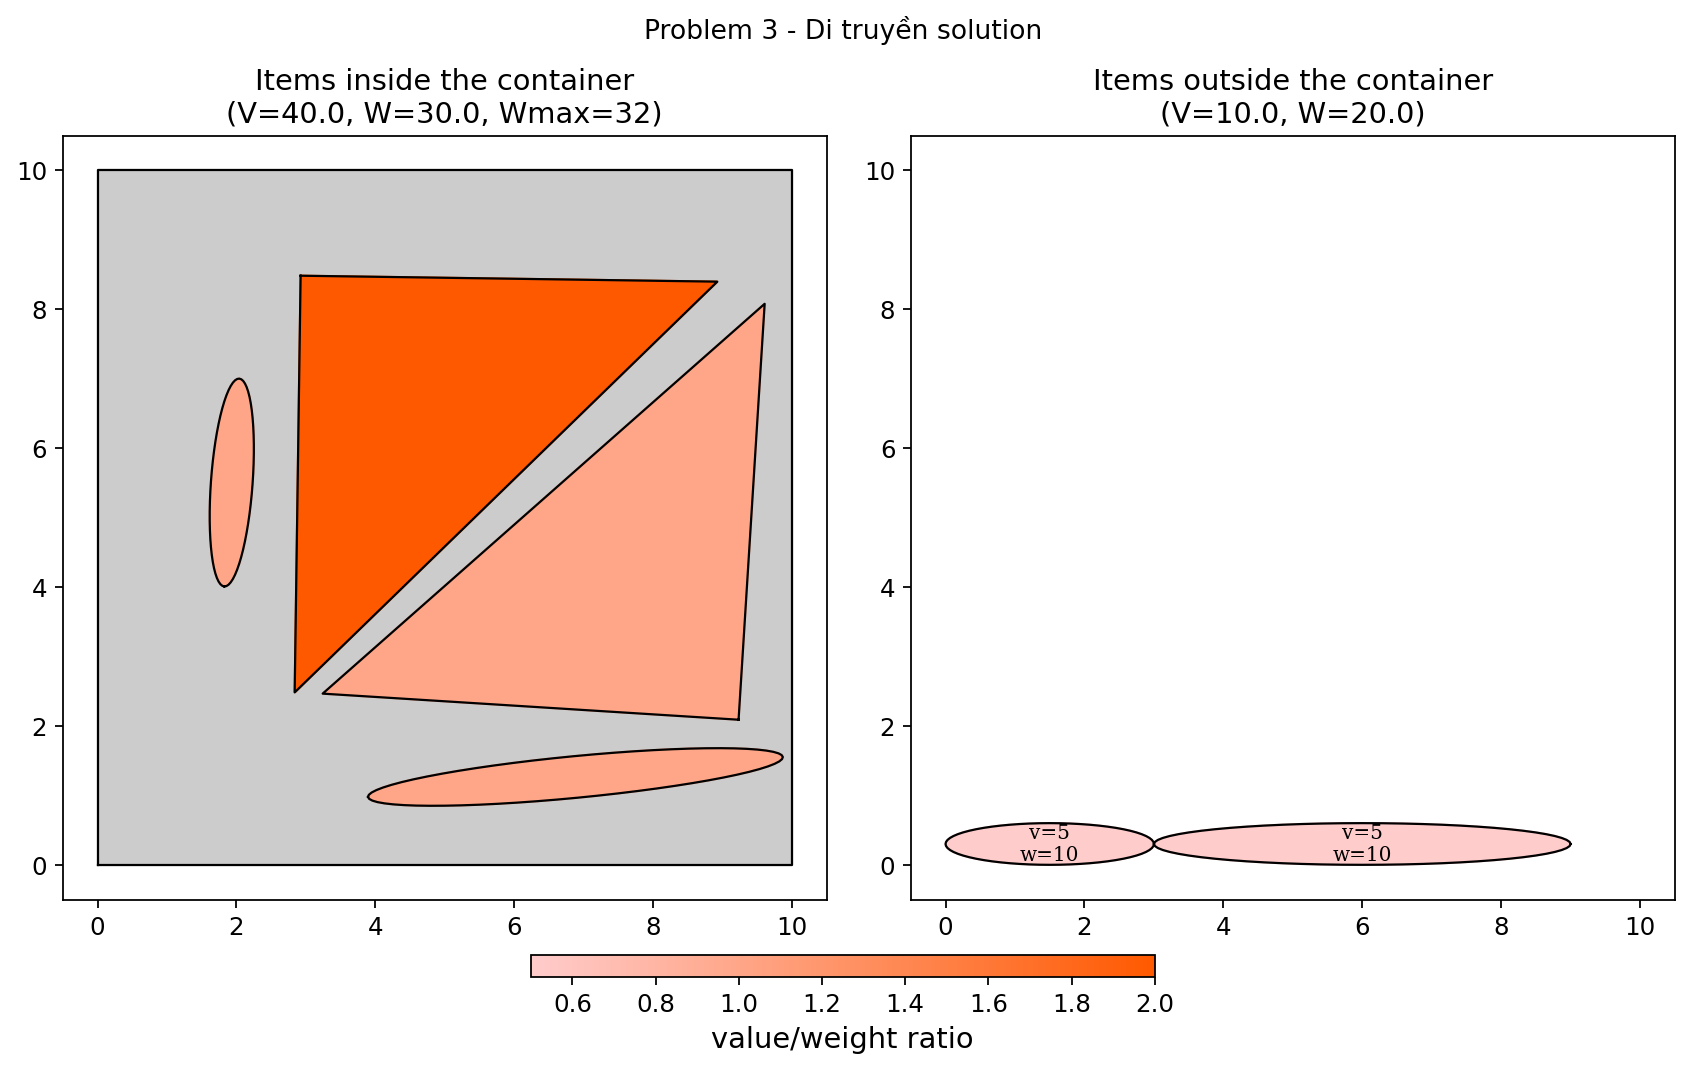 Problem 3 - Di truyền solution
Items inside the container
(V=40.0, W=30.0, Wmax=32)
10
8
6
4
2
0
0 2 4 6 8 10
Items outside the container
(V=10.0, W=20.0)
10
8
6
4
2
0
v=5
w=10
v=5
w=10
0 2 4 6 8 10
0.6 0.8 1.0 1.2 1.4 1.6 1.8 2.0
value/weight ratio